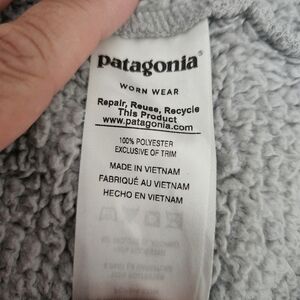 patagonia®
WORN WEAR
Repair, Reuse, Recycle
This Product
www.patagonia.com
100% POLYESTER
EXCLUSIVE OF TRIM
MADE IN VIETNAM
FABRIQUÉ AU VIETNAM
HECHO EN VIETNAM